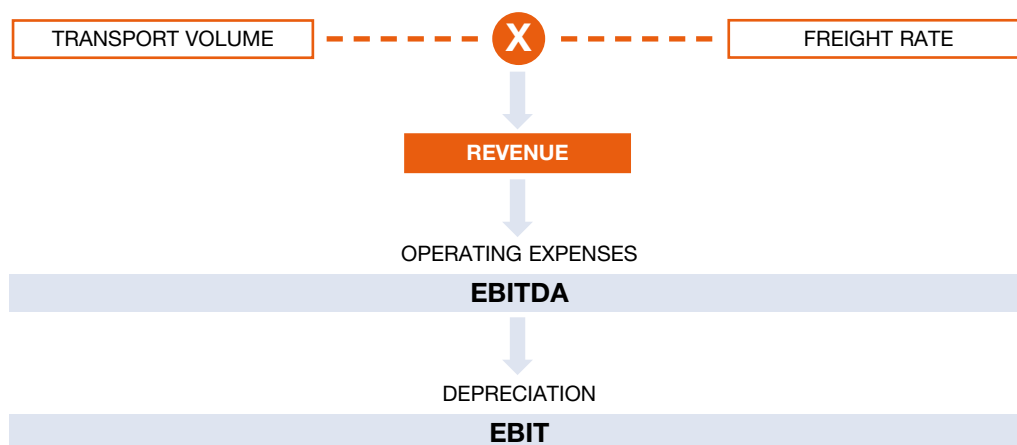 TRANSPORT VOLUME
X
FREIGHT RATE
REVENUE
OPERATING EXPENSES
EBITDA
DEPRECIATION
EBIT